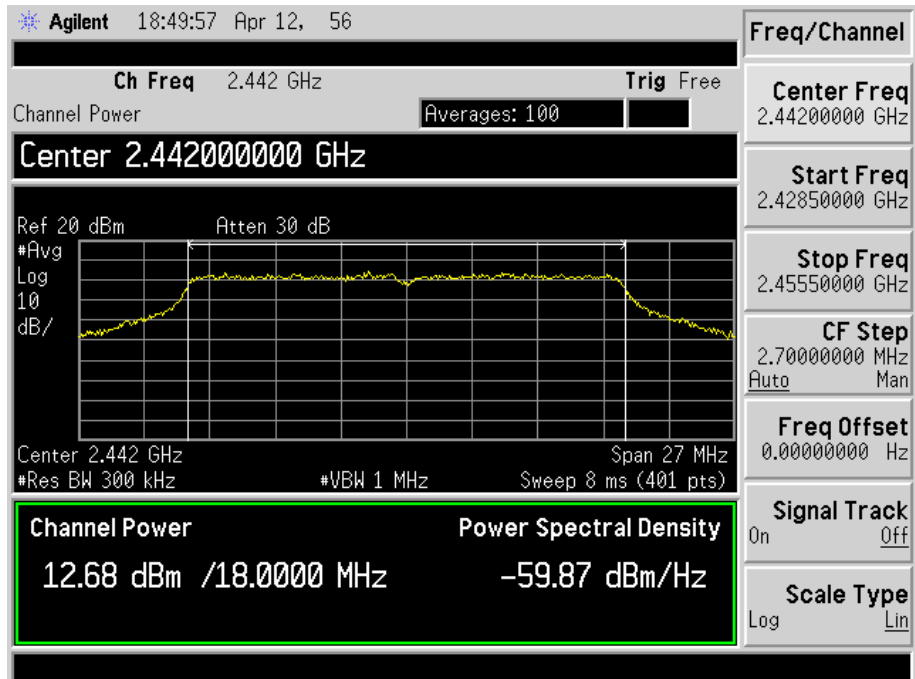 Agilent 18:49:57 Apr 12, 56
Ch Freq 2.442 GHz Trig Free
Channel Power Averages: 100
Center 2.442000000 GHz
Ref 20 dBm Atten 30 dB
#Avg
Log
10
dB/
Center 2.442 GHz Span 27 MHz
#Res BW 300 kHz #VBW 1 MHz Sweep 8 ms (401 pts)
Channel Power Power Spectral Density
12.68 dBm /18.0000 MHz -59.87 dBm/Hz
Freq/Channel
Center Freq
2.44200000 GHz
Start Freq
2.42850000 GHz
Stop Freq
2.45550000 GHz
CF Step
2.70000000 MHz
Auto Man
Freq Offset
0.00000000 Hz
Signal Track
On Off
Scale Type
Log Lin